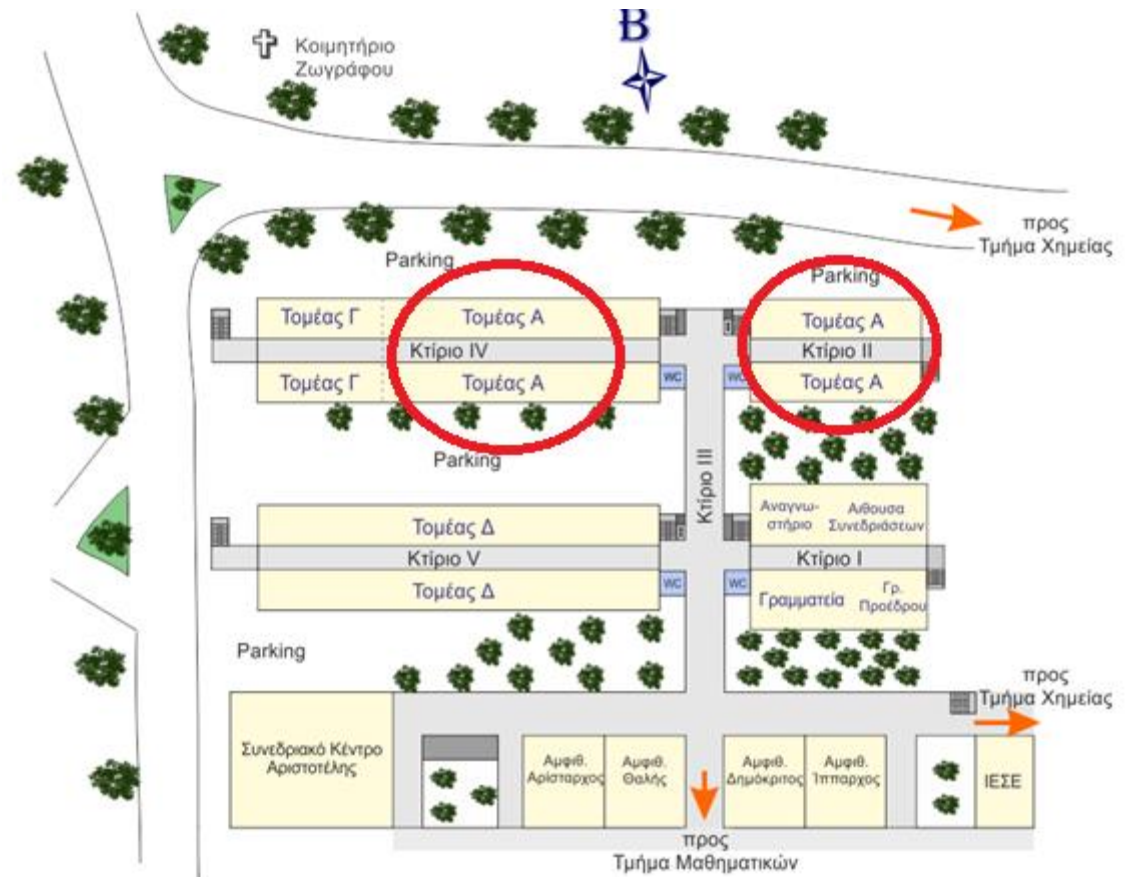 Β
Κοιμητήριο
Ζωγράφου
προς
Τμήμα Χημείας
Parking
Parking
Τομέας Γ
Τομέας Α
Τομέας Α
Κτίριο IV
Κτίριο II
Τομέας Γ
Τομέας Α
WC
WC
Τομέας Α
Parking
Κτίριο III
Τομέας Δ
Αναγνω-
στήριο
Αιθουσα
Συνεδριάσεων
Κτίριο V
Κτίριο I
Τομέας Δ
WC
WC
Γραμματεία
Γρ.
Προέδρου
Parking
προς
Τμήμα Χημείας
Συνεδριακό Κέντρο
Αριστοτέλης
Αμφιθ.
Αρίσταρχος
Αμφιθ.
Θαλής
Αμφιθ.
Δημόκριτος
Αμφιθ.
Ίππαρχος
ΙΕΣΕ
προς
Τμήμα Μαθηματικών